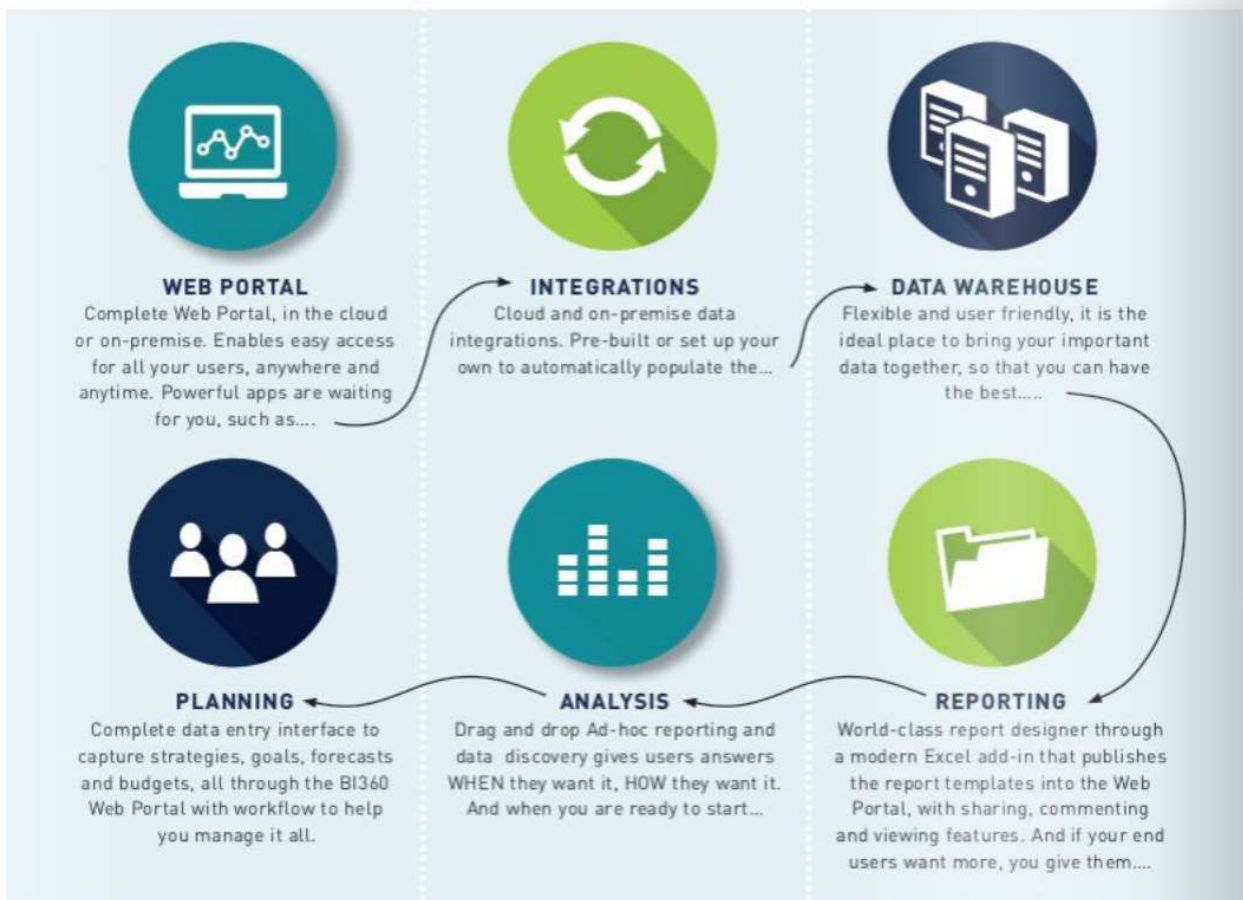 WEB PORTAL
Complete Web Portal, in the cloud
or on-premise. Enables easy access
for all your users, anywhere and
anytime. Powerful apps are waiting
for you, such as....
INTEGRATIONS
Cloud and on-premise data
integrations. Pre-built or set up your
own to automatically populate the...
DATA WAREHOUSE
Flexible and user friendly, it is the
ideal place to bring your important
data together, so that you can have
the best.....
REPORTING
World-class report designer through
a modern Excel add-in that publishes
the report templates into the Web
Portal, with sharing, commenting
and viewing features. And if your end
users want more, you give them....
ANALYSIS
Drag and drop Ad-hoc reporting and
data discovery gives users answers
WHEN they want it, HOW they want it.
And when you are ready to start...
PLANNING
Complete data entry interface to
capture strategies, goals, forecasts
and budgets, all through the BI360
Web Portal with workflow to help
you manage it all.